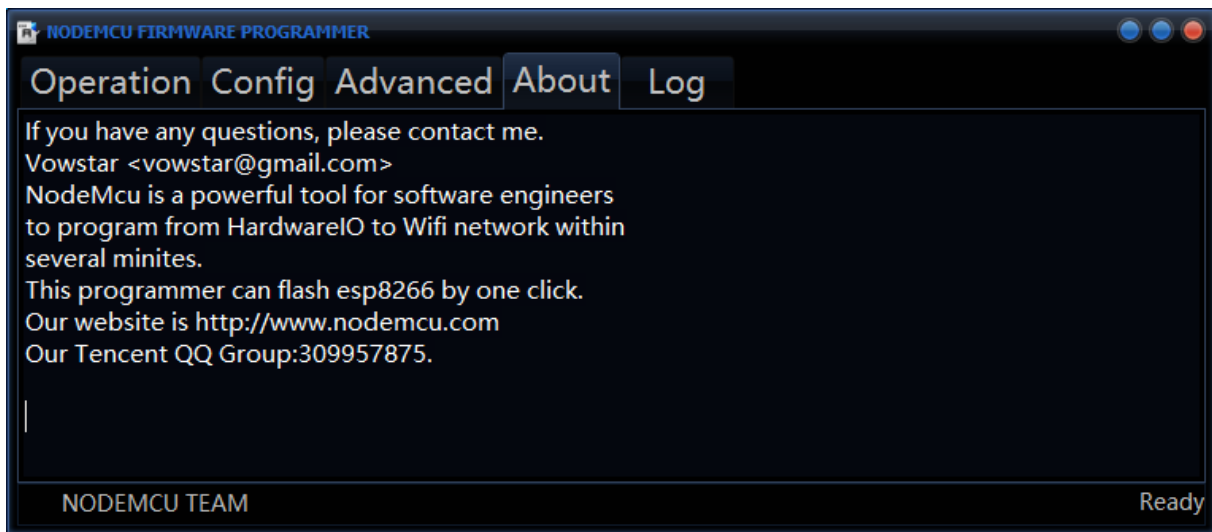 NODEMCU FIRMWARE PROGRAMMER
Operation Config Advanced About Log
If you have any questions, please contact me.
Vowstar <vowstar@gmail.com>
NodeMcu is a powerful tool for software engineers
to program from HardwareIO to Wifi network within
several minites.
This programmer can flash esp8266 by one click.
Our website is http://www.nodemcu.com
Our Tencent QQ Group:309957875.
NODEMCU TEAM Ready